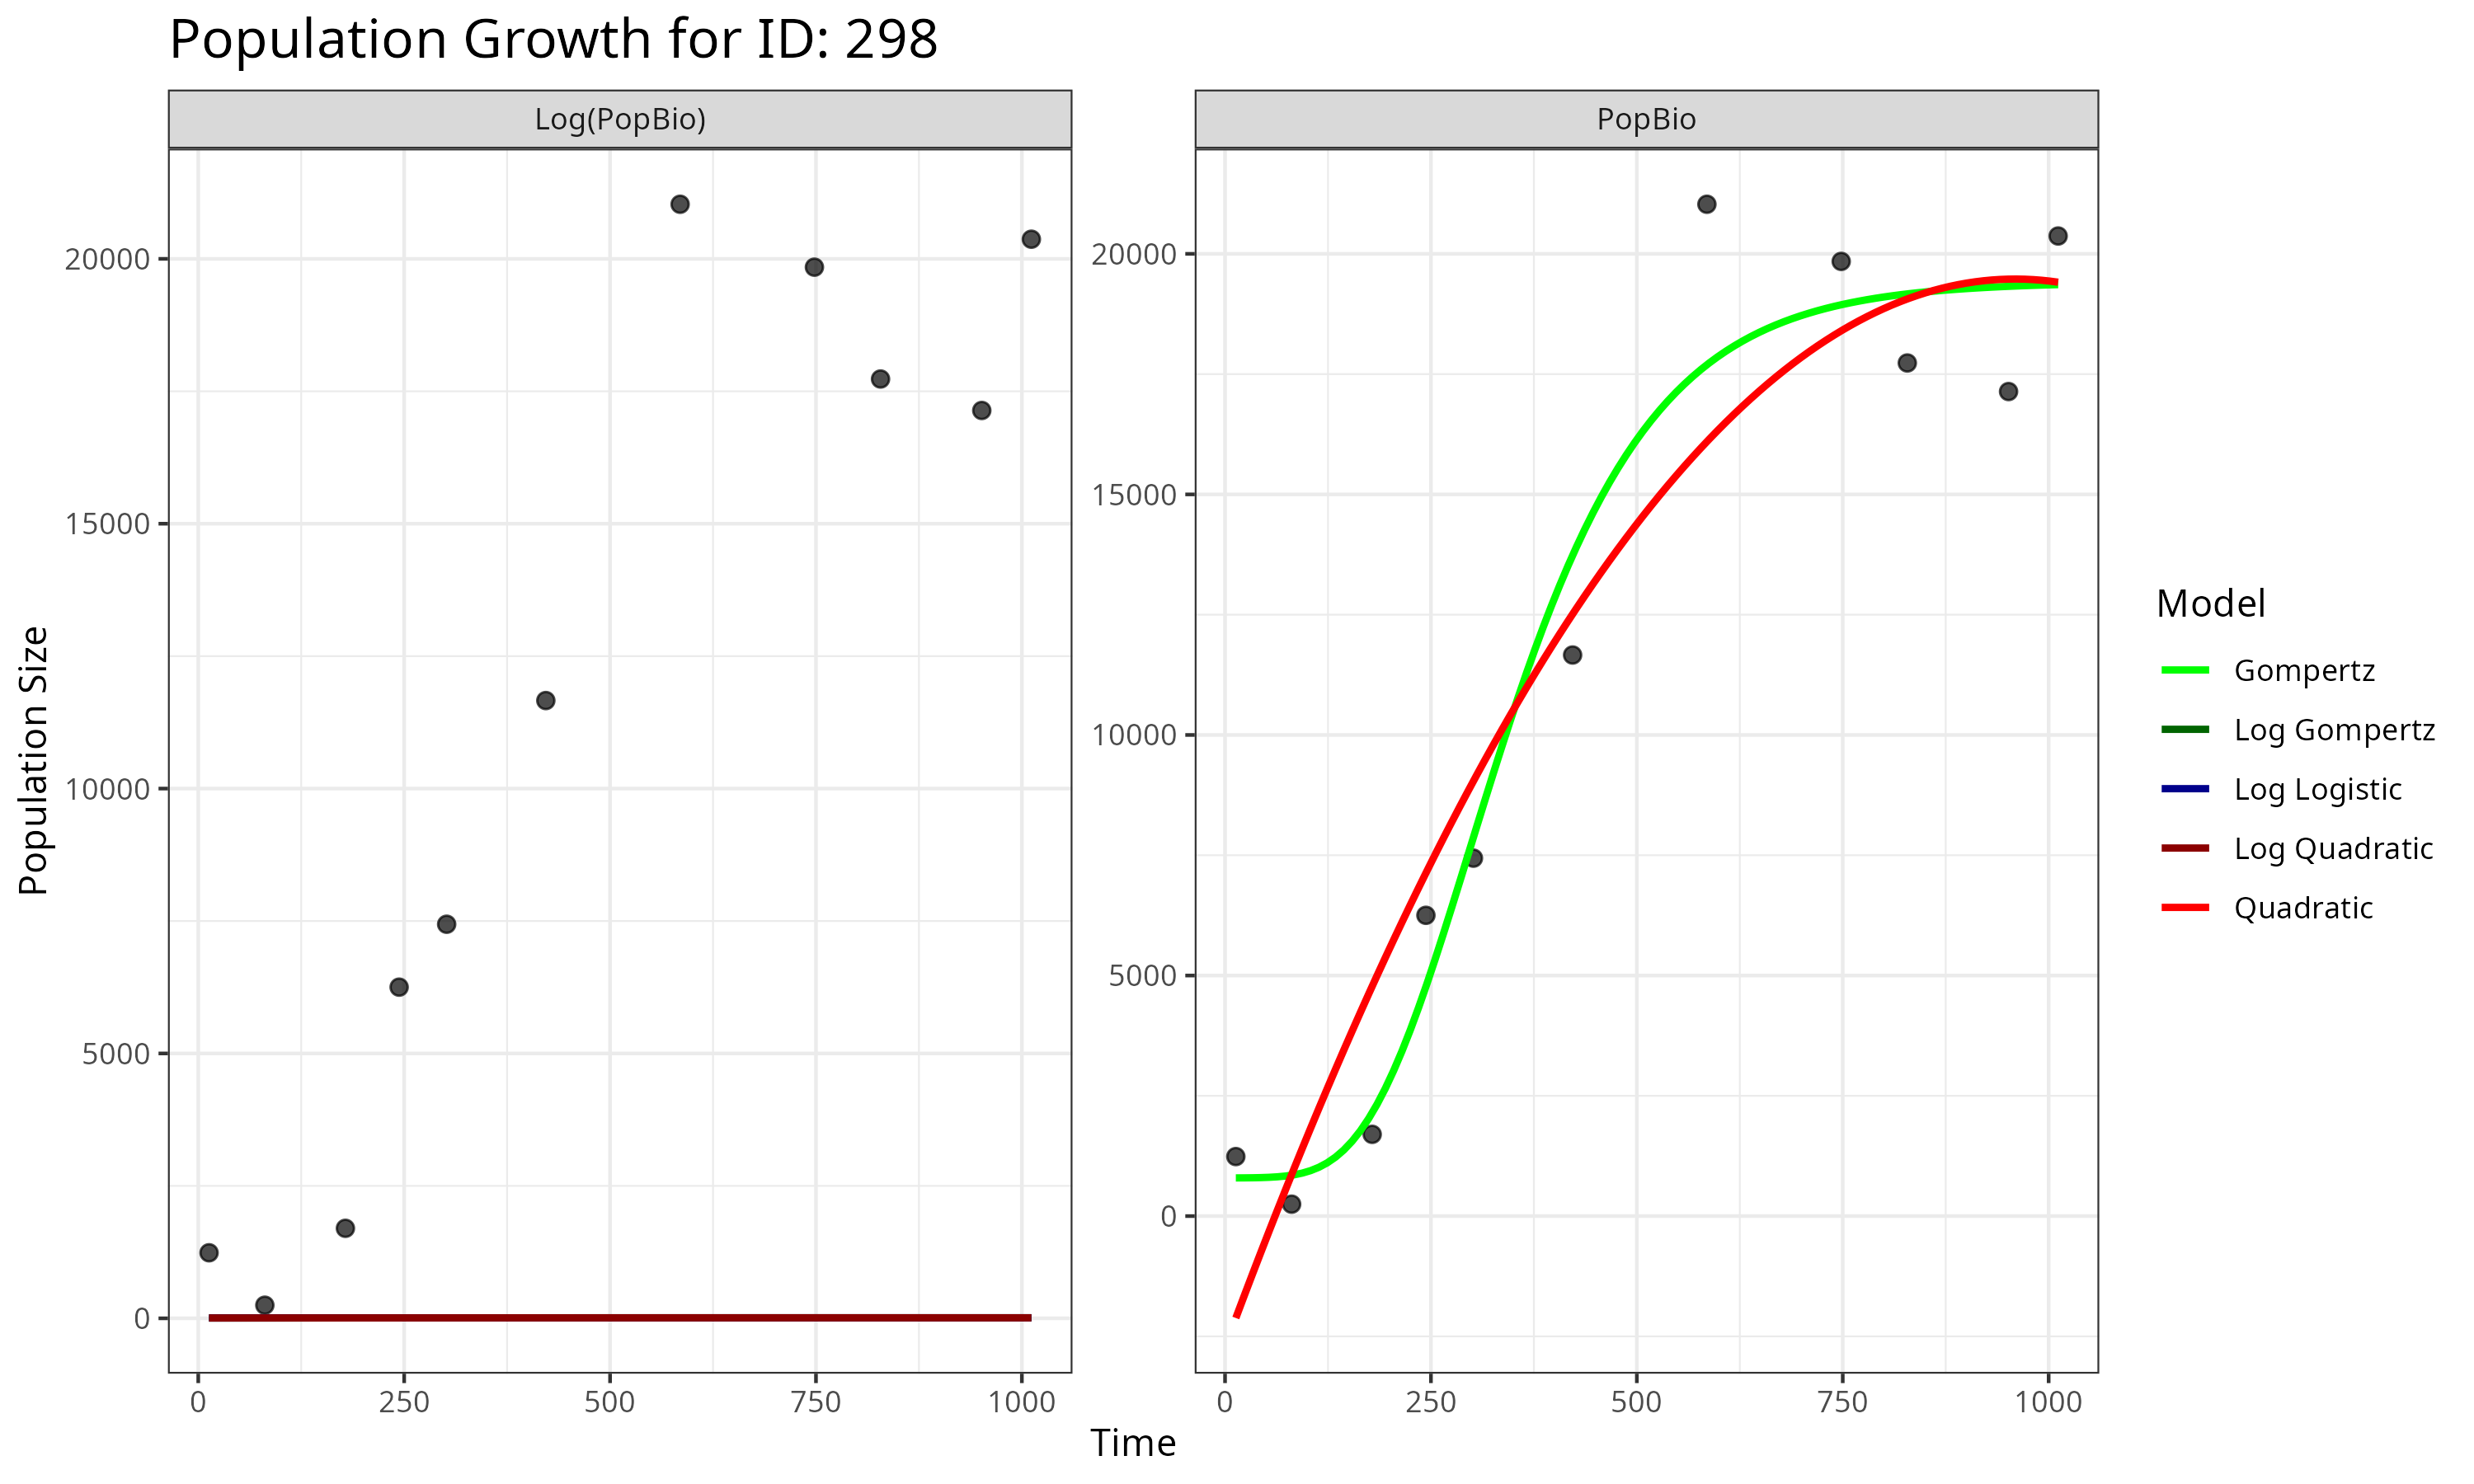 Population Growth for ID: 298
Log(PopBio)
PopBio
Population Size
20000
15000
10000
5000
0
20000
15000
10000
5000
0
0 250 500 750 1000
0 250 500 750 1000
Time
Model
Gompertz
Log Gompertz
Log Logistic
Log Quadratic
Quadratic